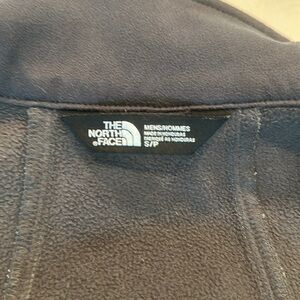 THE
NORTH
FACE
MENS/HOMMES
MADE IN HONDURAS
FABRIQUÉ AU HONDURAS
S/P